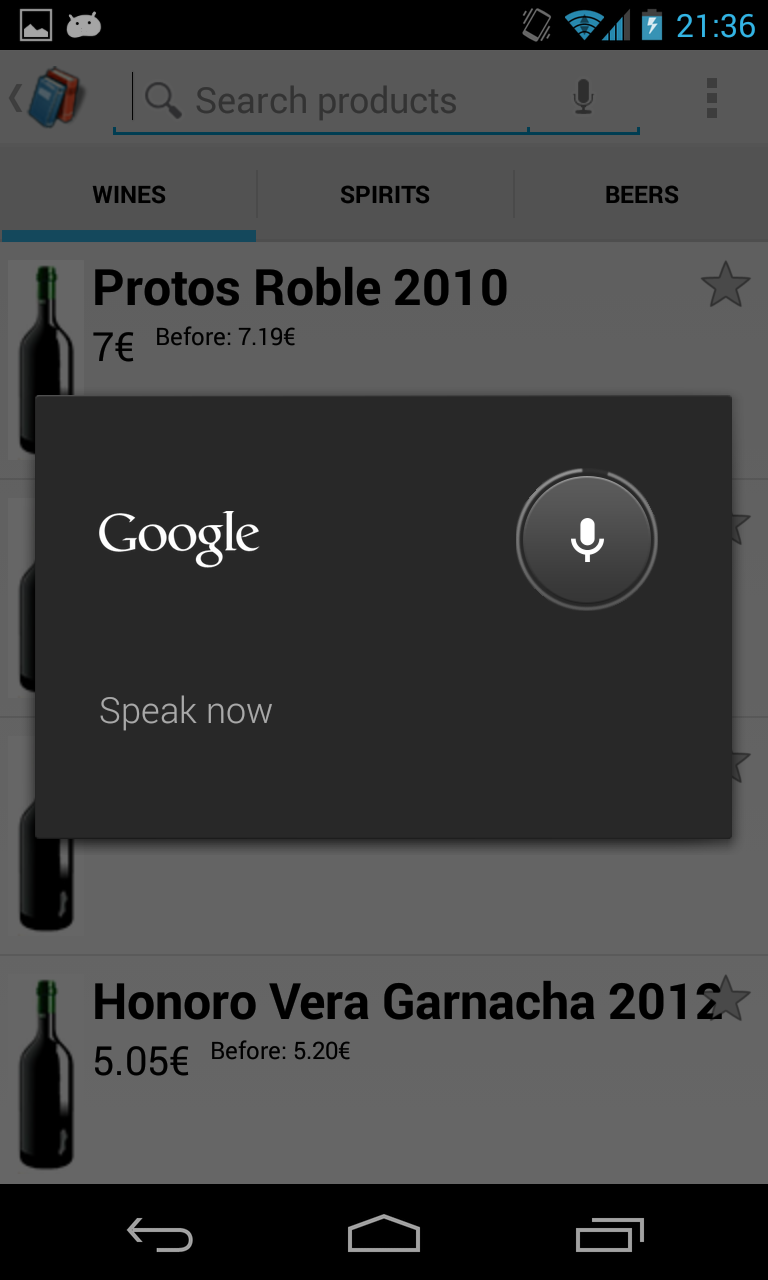 21:36
Search products
WINES SPIRITS BEERS
Protos Roble 2010
7€ Before: 7.19€
Google
Speak now
Honoro Vera Garnacha 2012
5.05€ Before: 5.20€